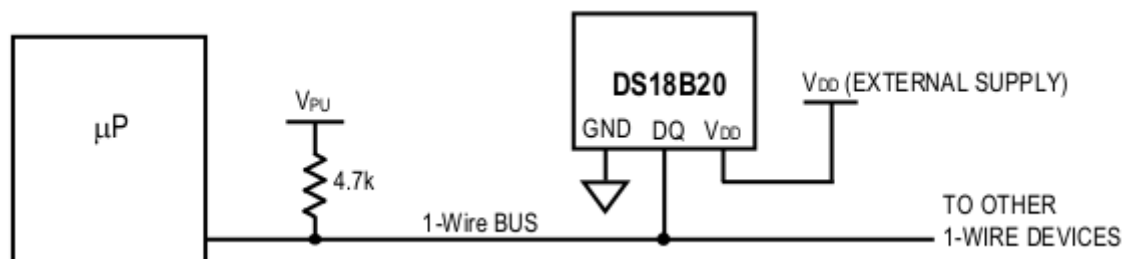 μP
VPU
4.7k
1-Wire BUS
DS18B20
GND DQ VDD
VDD (EXTERNAL SUPPLY)
TO OTHER
1-WIRE DEVICES